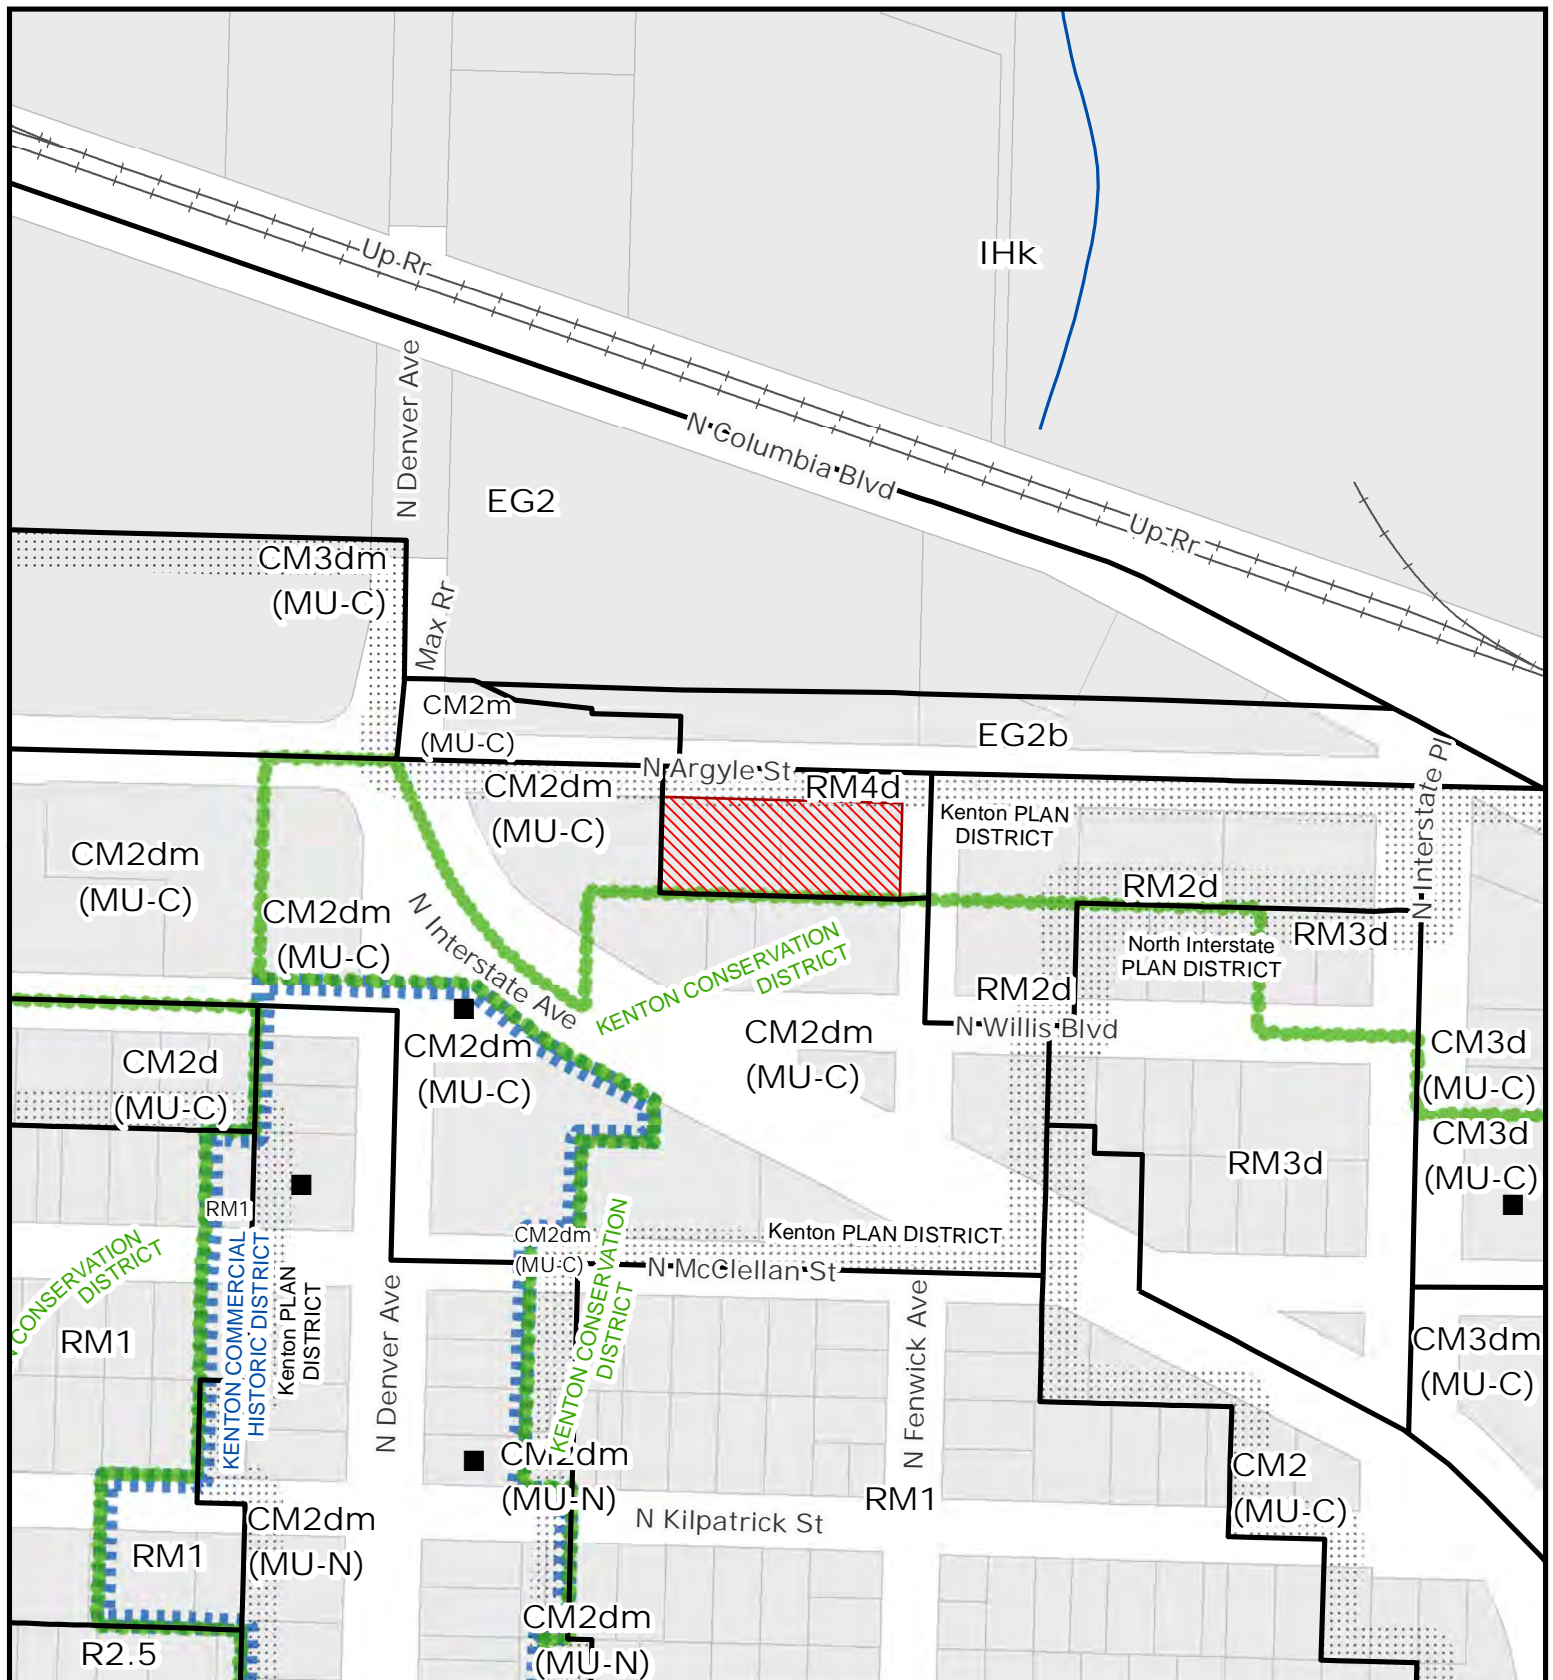 IHk
Up Rr
N Denver Ave
N Columbia Blvd
EG2
Up Rr
CM3dm
(MU-C)
Max Rr
CM2m
(MU-C)
EG2b
N Interstate Pl
N Argyle St
CM2dm
(MU-C)
RM4d
Kenton PLAN
DISTRICT
CM2dm
(MU-C)
RM2d
CM2dm
(MU-C)
N Interstate Ave
KENTON CONSERVATION
DISTRICT
RM3d
North Interstate
PLAN DISTRICT
RM2d
N Willis Blvd
CM2dm
(MU-C)
CM2dm
(MU-C)
CM2d
(MU-C)
CM3d
(MU-C)
CM3d
(MU-C)
RM3d
RM1
Kenton PLAN DISTRICT
CM2dm
(MU-C)
N McClellan St
CONSERVATION
DISTRICT
KENTON COMMERCIAL
HISTORIC DISTRICT
Kenton PLAN
DISTRICT
KENTON CONSERVATION
DISTRICT
RM1
N Denver Ave
N Fenwick Ave
CM3dm
(MU-C)
CM2dm
(MU-N)
RM1
CM2
(MU-C)
N Kilpatrick St
CM2dm
(MU-N)
RM1
CM2dm
(MU-N)
R2.5